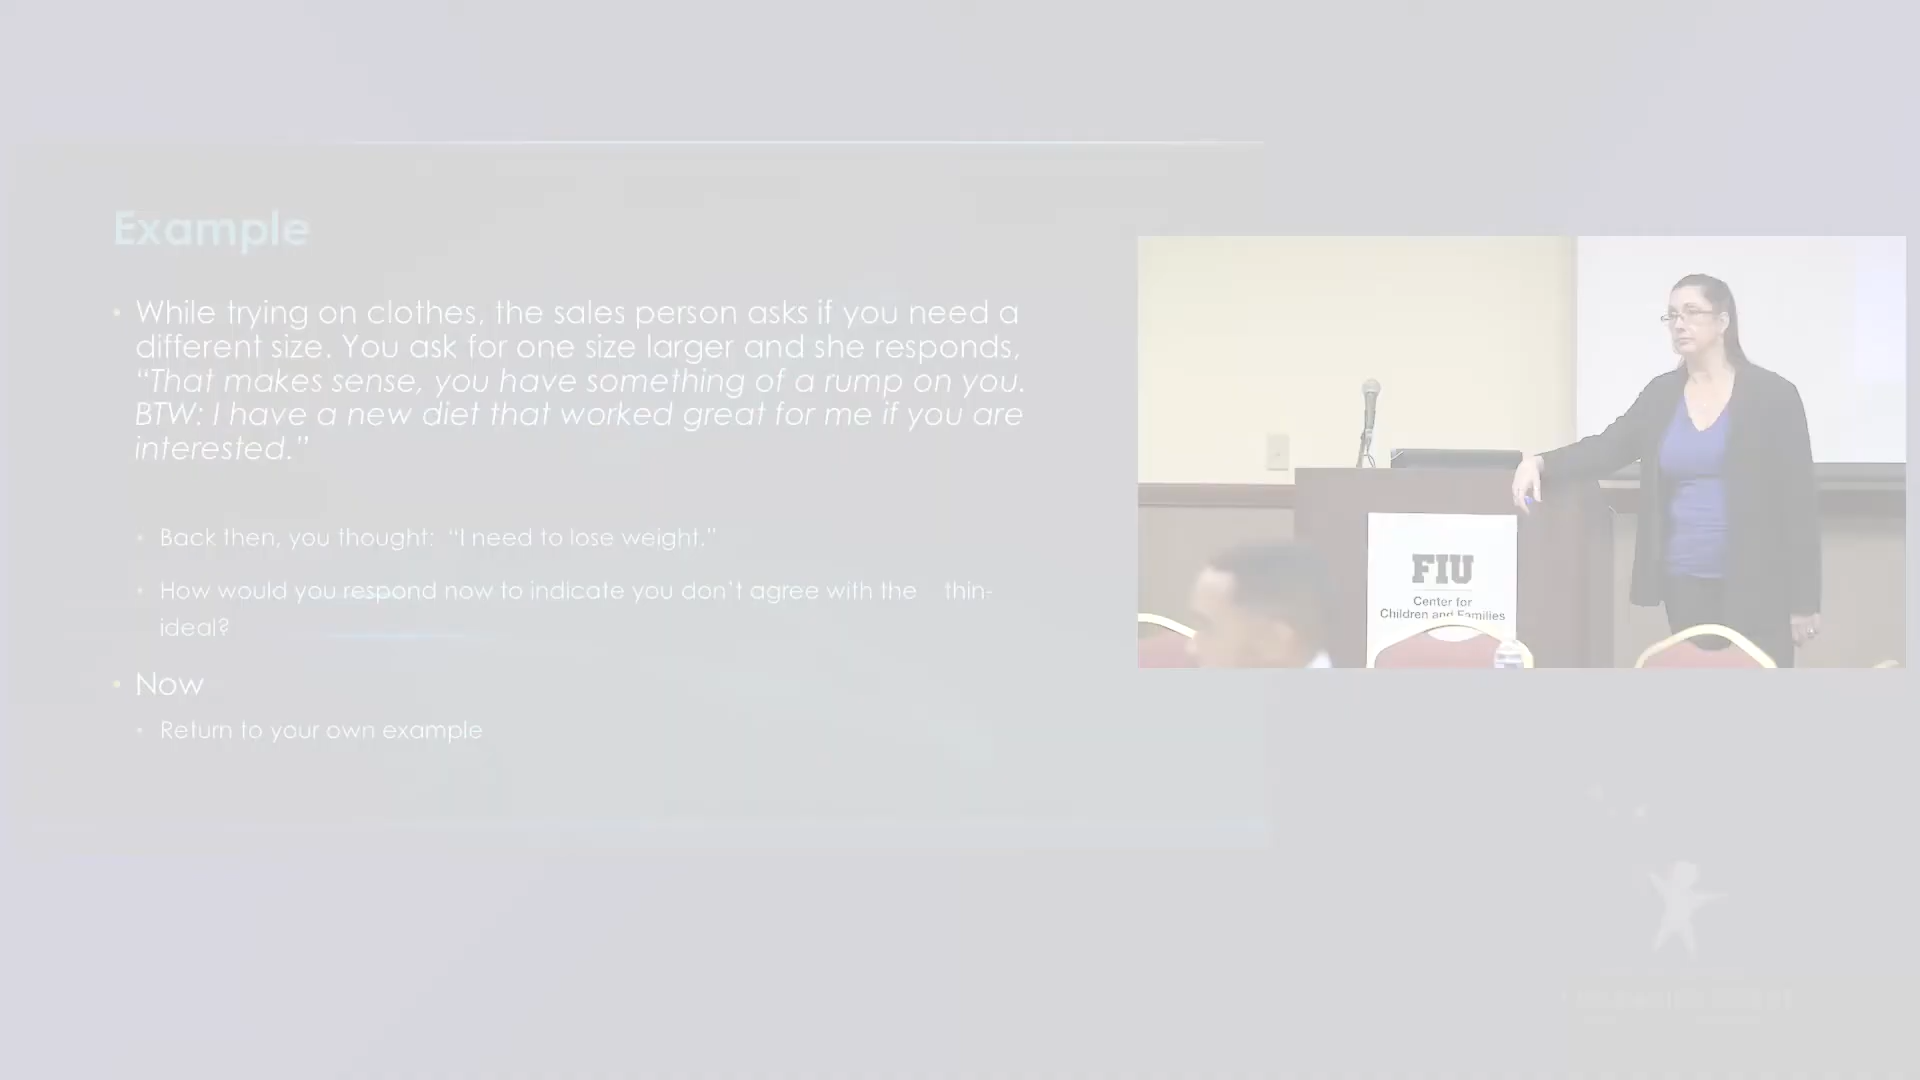 Example
• While trying on clothes, the sales person asks if you need a
different size. You ask for one size larger and she responds,
“That makes sense, you have something of a rump on you.
BTW: I have a new diet that worked great for me if you are
interested.”
• Back then, you thought: “I need to lose weight.”
• How would you respond now to indicate you don’t agree with the thin-
ideal?
• Now
• Return to your own example
FIU
Center for
Children and Families